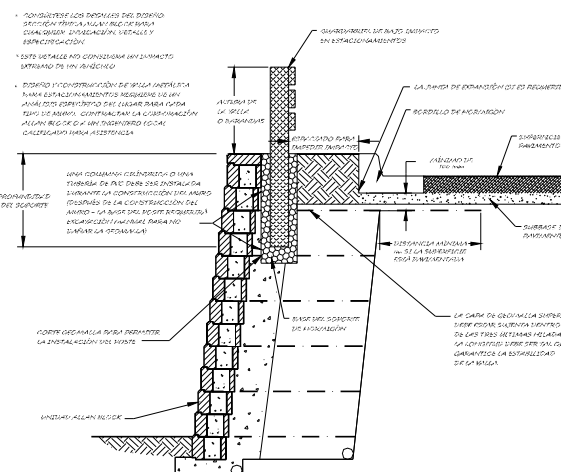 CONSÚLTESE LOS DETALLES DEL DISEÑO
SECCIÓN TÍPICA ALLAN BLOCK PARA
CUALQUIER INDICACIÓN, DETALLE Y
ESPECIFICACIÓN.
* ESTE DETALLE NO CONSIDERA UN IMPACTO
EXTREMO DE UN VEHÍCULO
DISEÑO Y CONSTRUCCIÓN DE VALLA METÁLICA
PARA ESTACIONAMIENTOS REQUIERE DE UN
ANÁLISIS ESPECÍFICO DEL LUGAR PARA CADA
TIPO DE MURO. CONTRACTAR LA CORPORACIÓN
ALLAN BLOCK O A UN INGENIERO LOCAL
CALIFICADO PARA ASISTENCIA
GUARDARRIEL DE BAJO IMPACTO
EN ESTACIONAMIENTOS
ALTURA DE
LA VALLA
O BARANDAS
ESPACIADO PARA
IMPEDIR IMPACTO
LA JUNTA DE EXPANSIÓN (SI ES REQUERIDA
BORDILLO DE HORMIGÓN
SUPERFICIE
PAVIMENTO
MÍNIMO DE
PROFUNDIDAD
DEL SOPORTE
UNA COLUMNA CILÍNDRICA O UNA
TUBERÍA DE PVC DEBE SER INSTALADA
DURANTE LA CONSTRUCCIÓN DEL MURO.
(DESPUÉS DE LA CONSTRUCCIÓN DEL
MURO - LA BASE DEL POSTE REQUERIRÁ
EXCAVACIÓN MANUAL PARA NO
DAÑAR LA GEOMALLA)
SUBBASE D
PAVIMENTO
DISTANCIA MÍNIMA
SI LA SUPERFICIE
ESTÁ PAVIMENTADA
BASE DEL SOPORTE
DE HORMIGÓN
CORTE GEOMALLA PARA PERMITIR
LA INSTALACIÓN DEL POSTE
LA CAPA DE GEOMALLA SUPER
DEBE ESTAR SUJETA DENTRO
DE LAS TRES ÚLTIMAS HILADA
LA LONGITUD DEBE SER TAL QUE
GARANTICE LA ESTABILIDAD
DE LA VALLA.
UNIDAD ALLAN BLOCK